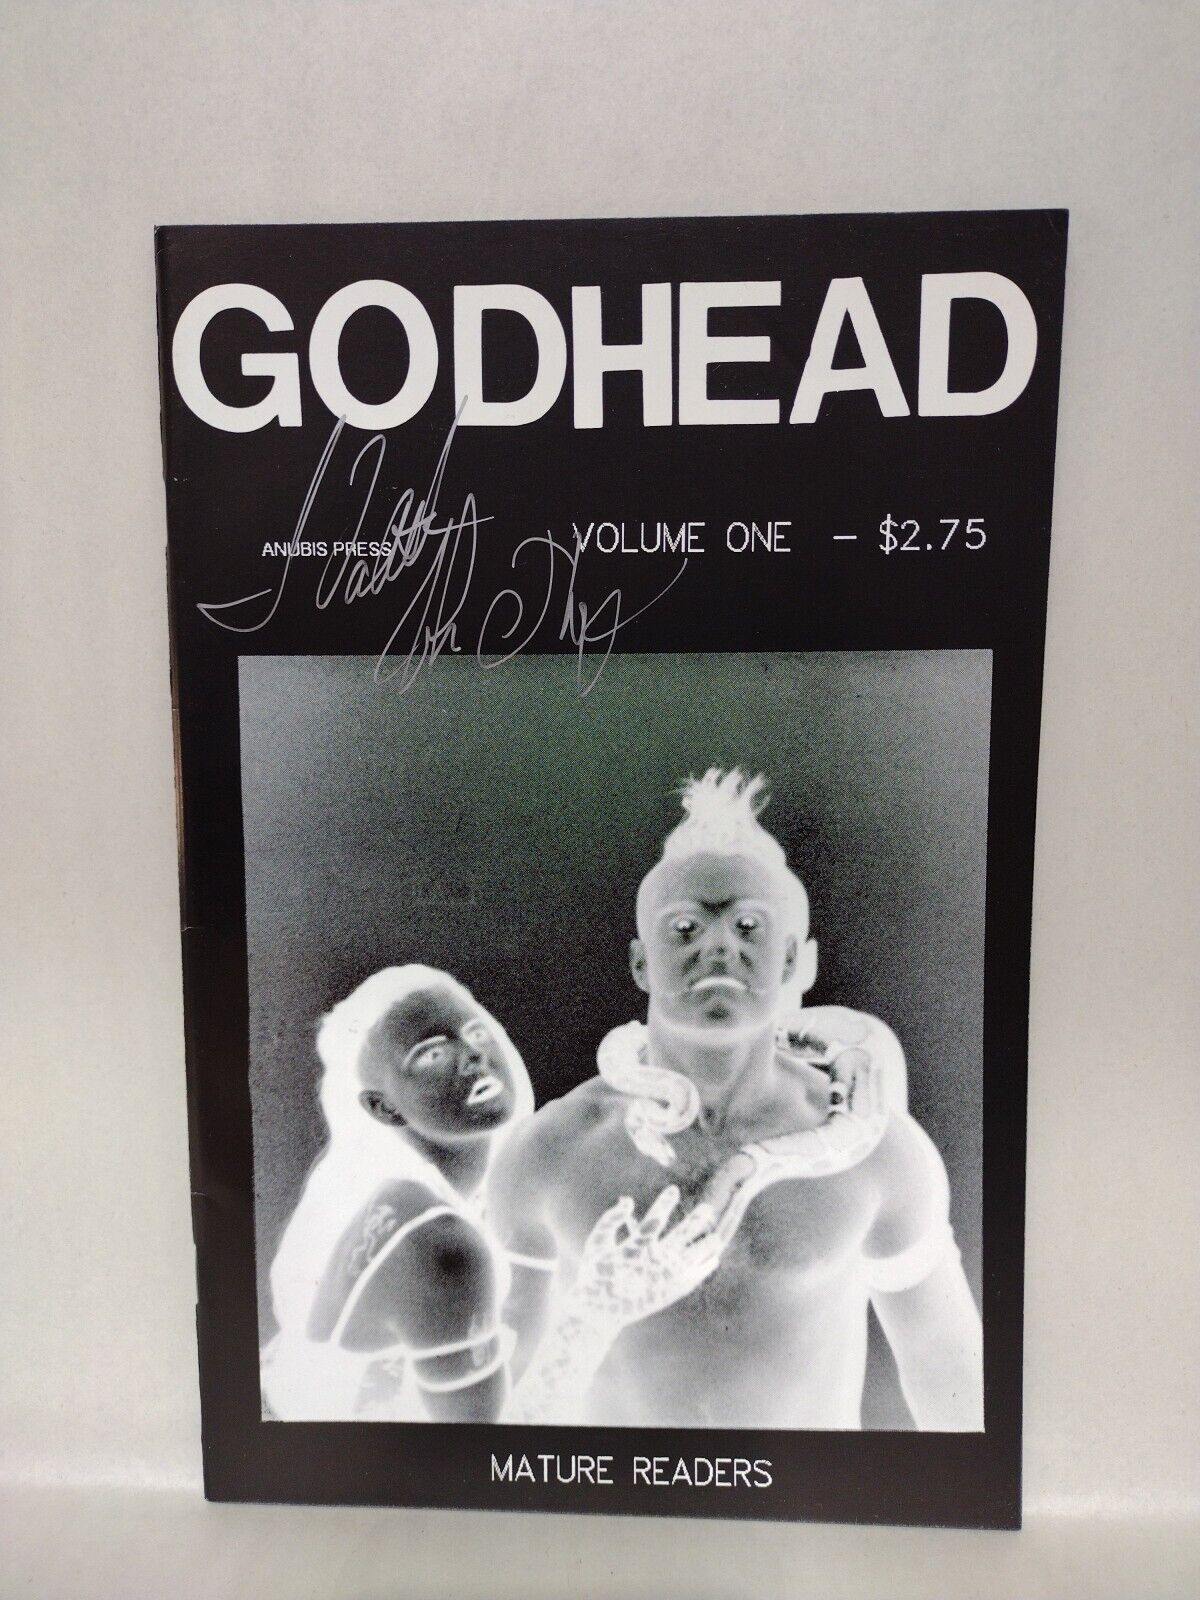 GODHEAD
ANUBIS PRESS
VOLUME ONE - $2.75
MATURE READERS